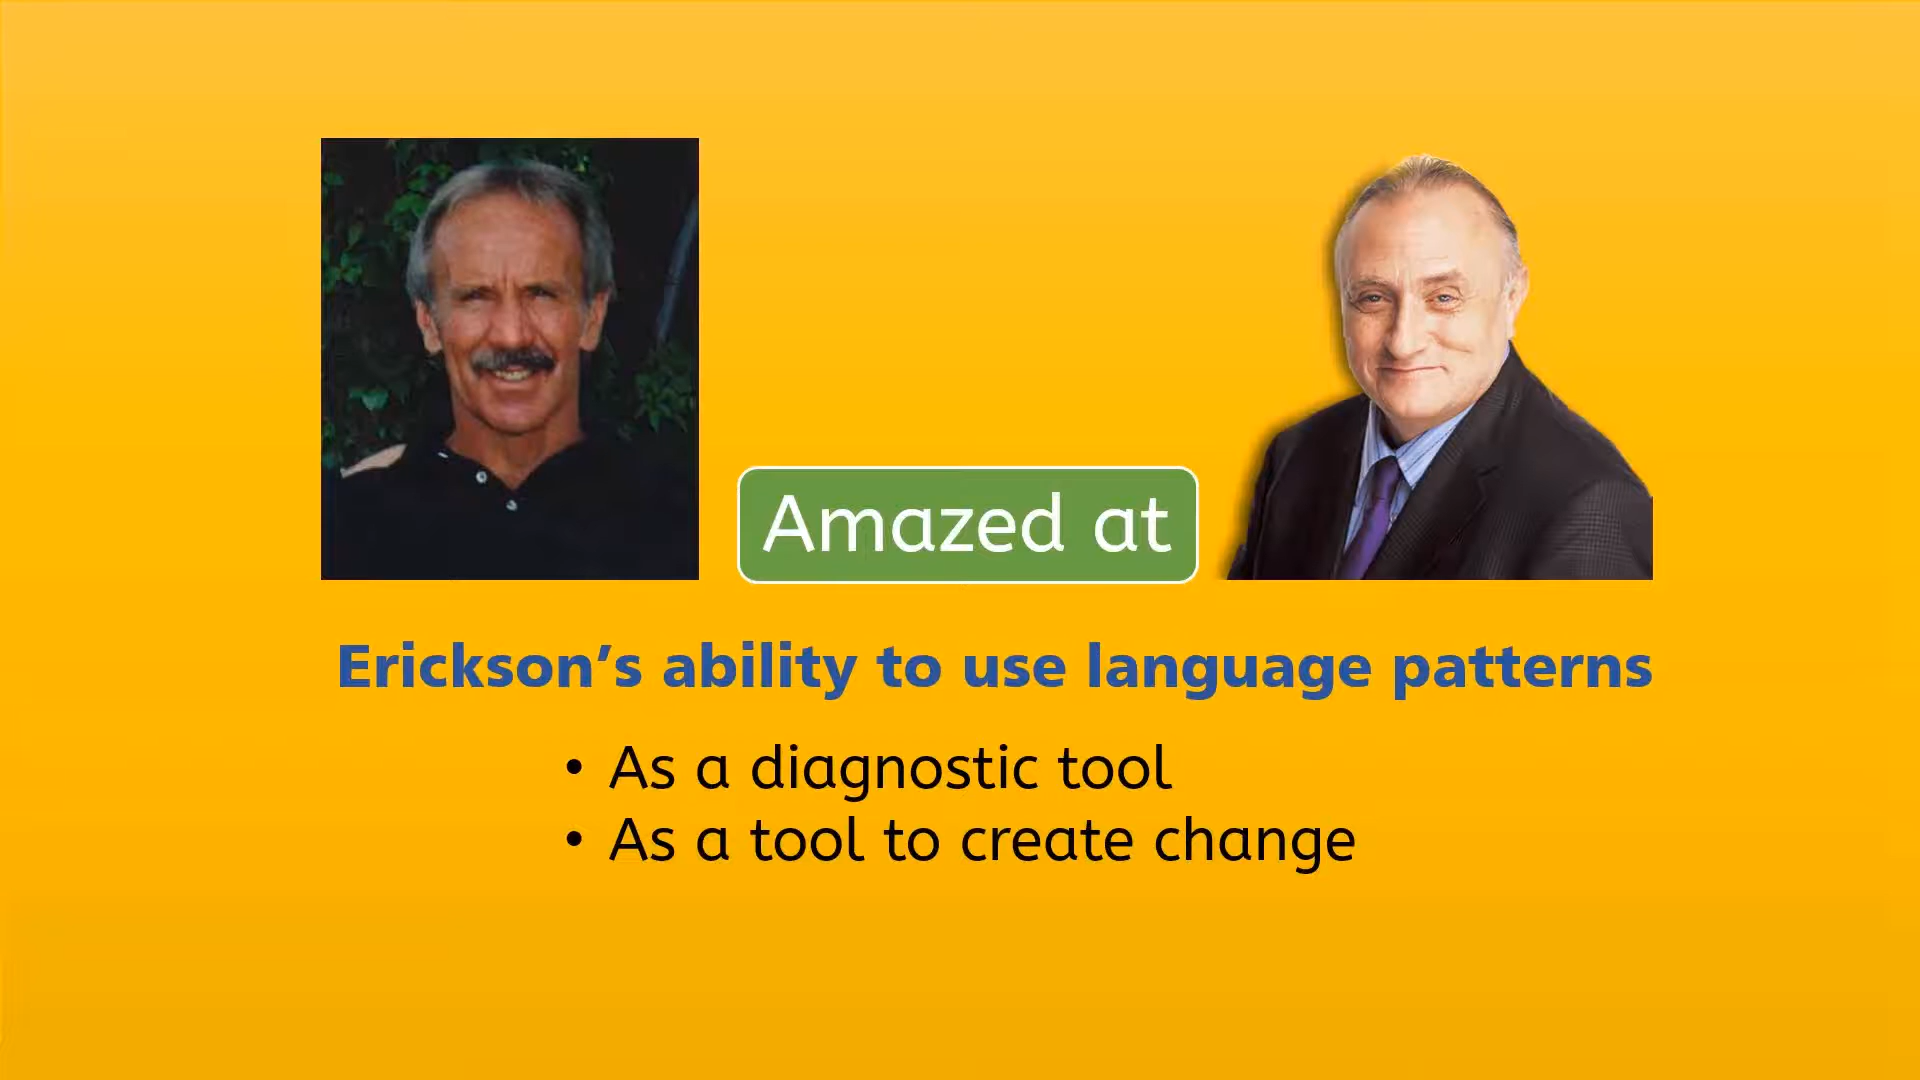 Amazed at
Erickson’s ability to use language patterns
• As a diagnostic tool
• As a tool to create change